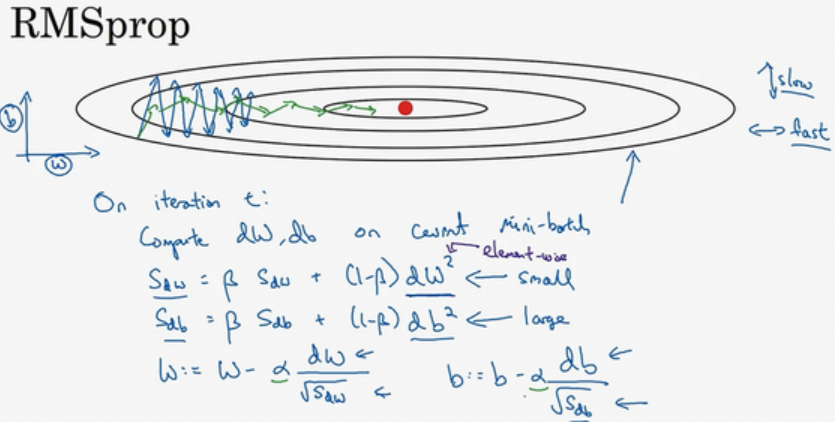 RMSprop
↕ slow
↔ fast
b
w
On iteration t:
Compute dW, db on current mini-batch
element-wise
Sdw = β Sdw + (1-β) dW² ← small
Sdb = β Sdb + (1-β) db² ← large
W := W - α dW ← / √Sdw ←
b := b - α db ← / √Sdb ←